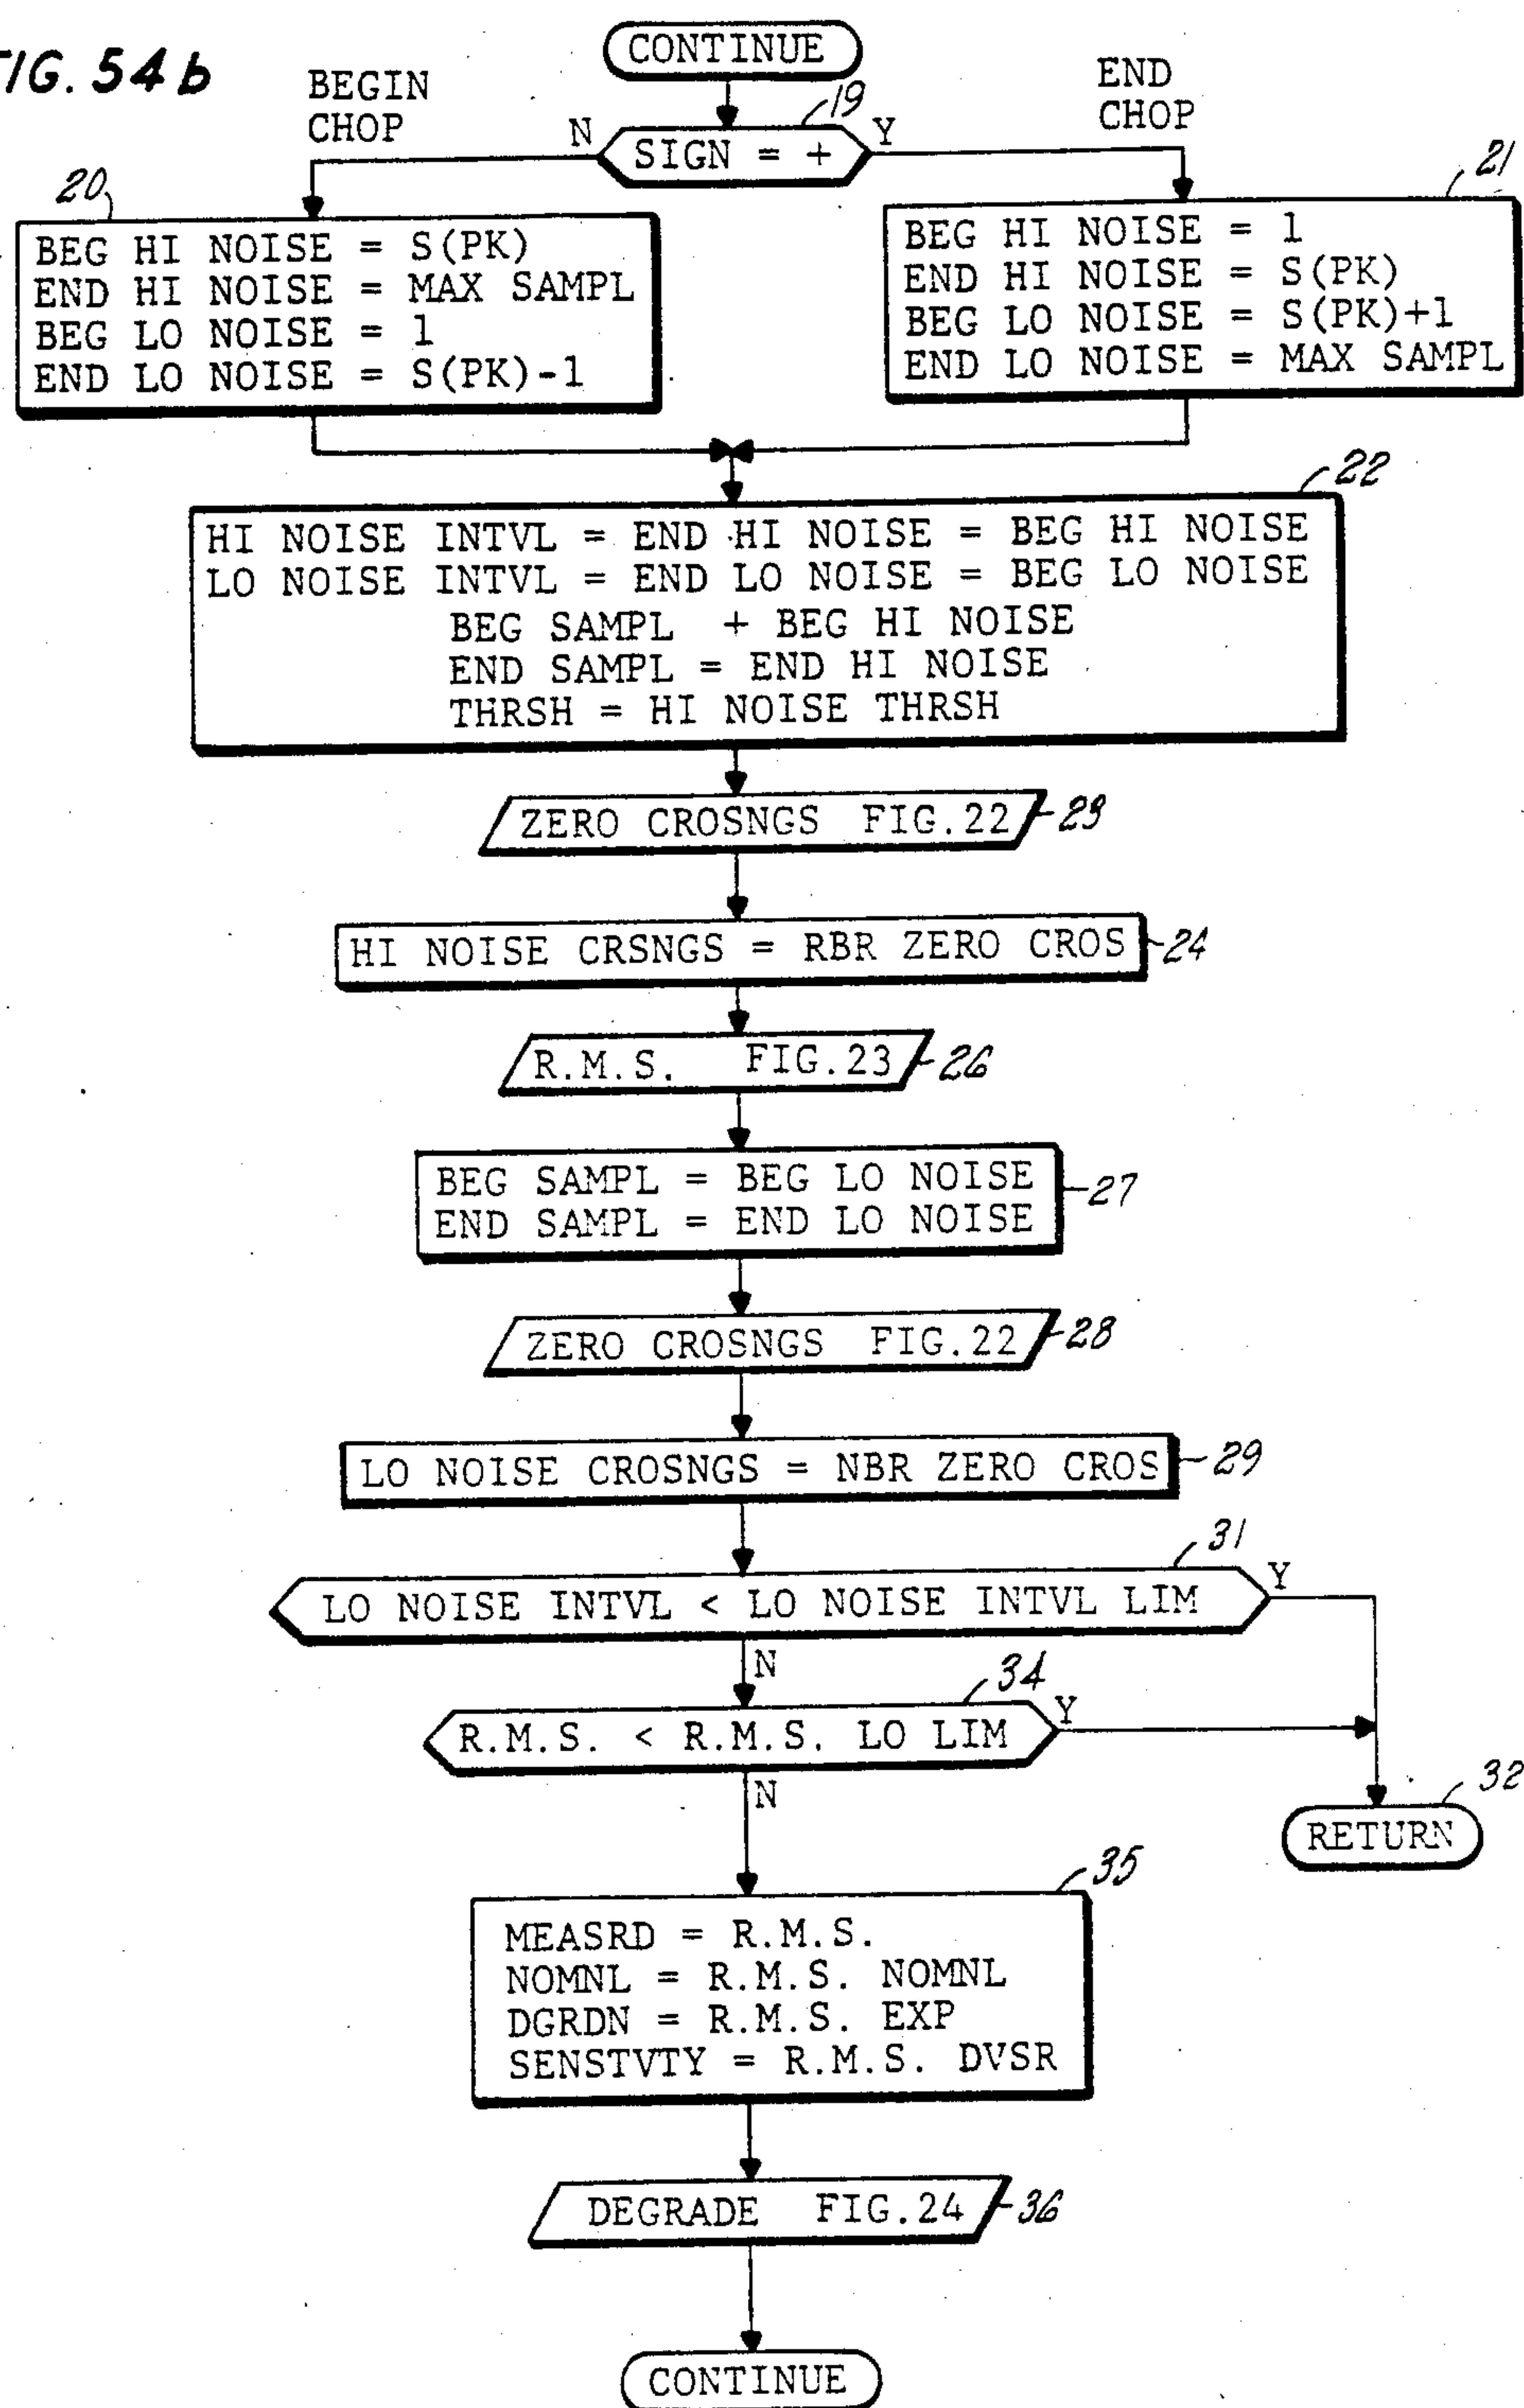 FIG. 54b
CONTINUE
BEGIN
CHOP
END
CHOP
19
N
SIGN = +
Y
20
BEG HI NOISE = S(PK)
END HI NOISE = MAX SAMPL
BEG LO NOISE = 1
END LO NOISE = S(PK)-1
21
BEG HI NOISE = 1
END HI NOISE = S(PK)
BEG LO NOISE = S(PK)+1
END LO NOISE = MAX SAMPL
22
HI NOISE INTVL = END HI NOISE = BEG HI NOISE
LO NOISE INTVL = END LO NOISE = BEG LO NOISE
BEG SAMPL + BEG HI NOISE
END SAMPL = END HI NOISE
THRSH = HI NOISE THRSH
ZERO CROSNGS FIG.22
23
HI NOISE CRSNGS = RBR ZERO CROS
24
R.M.S. FIG.23
26
BEG SAMPL = BEG LO NOISE
END SAMPL = END LO NOISE
27
ZERO CROSNGS FIG.22
28
LO NOISE CROSNGS = NBR ZERO CROS
29
31
LO NOISE INTVL < LO NOISE INTVL LIM
Y
N
34
R.M.S. < R.M.S. LO LIM
Y
N
32
RETURN
35
MEASRD = R.M.S.
NOMNL = R.M.S. NOMNL
DGRDN = R.M.S. EXP
SENSTVTY = R.M.S. DVSR
DEGRADE FIG.24
36
CONTINUE